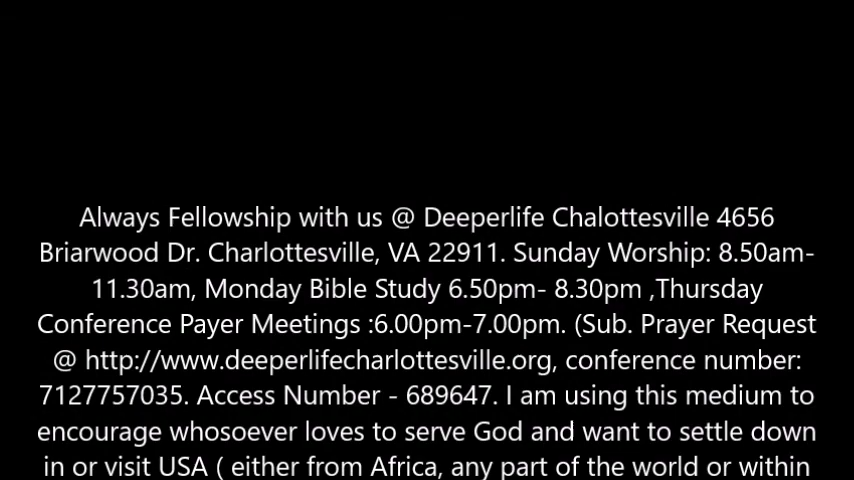 Always Fellowship with us @ Deeperlife Chalottesville 4656
Briarwood Dr. Charlottesville, VA 22911. Sunday Worship: 8.50am-
11.30am, Monday Bible Study 6.50pm- 8.30pm ,Thursday
Conference Payer Meetings :6.00pm-7.00pm. (Sub. Prayer Request
@ http://www.deeperlifecharlottesville.org, conference number:
7127757035. Access Number - 689647. I am using this medium to
encourage whosoever loves to serve God and want to settle down
in or visit USA ( either from Africa, any part of the world or within